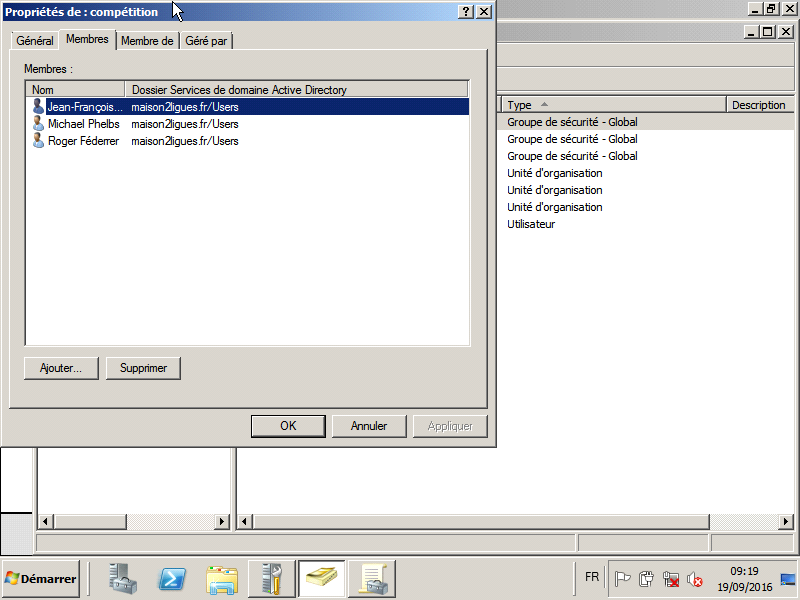 Propriétés de : compétition
Général Membres Membre de Géré par
Membres :
Nom Dossier Services de domaine Active Directory
Jean-François... maison2ligues.fr/Users
Michael Phelbs maison2ligues.fr/Users
Roger Féderrer maison2ligues.fr/Users
Ajouter... Supprimer
OK Annuler Appliquer
Type Description
Groupe de sécurité - Global
Groupe de sécurité - Global
Groupe de sécurité - Global
Unité d'organisation
Unité d'organisation
Unité d'organisation
Utilisateur
Démarrer
FR
09:19
19/09/2016